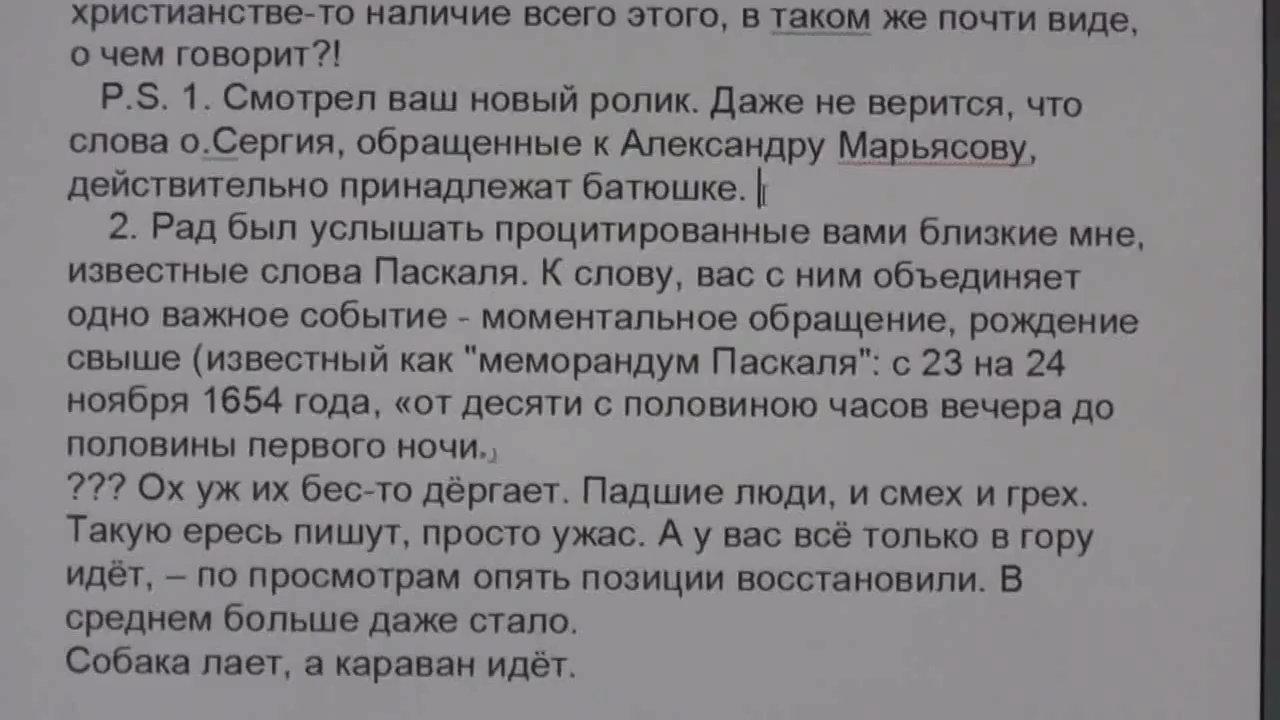 христианстве-то наличие всего этого, в таком же почти виде,
о чем говорит?!
P.S. 1. Смотрел ваш новый ролик. Даже не верится, что
слова о.Сергия, обращенные к Александру Марьясову,
действительно принадлежат батюшке.
2. Рад был услышать процитированные вами близкие мне,
известные слова Паскаля. К слову, вас с ним объединяет
одно важное событие - моментальное обращение, рождение
свыше (известный как "меморандум Паскаля": с 23 на 24
ноября 1654 года, «от десяти с половиною часов вечера до
половины первого ночи.,
??? Ох уж их бес-то дёргает. Падшие люди, и смех и грех.
Такую ересь пишут, просто ужас. А у вас всё только в гору
идёт, – по просмотрам опять позиции восстановили. В
среднем больше даже стало.
Собака лает, а караван идёт.